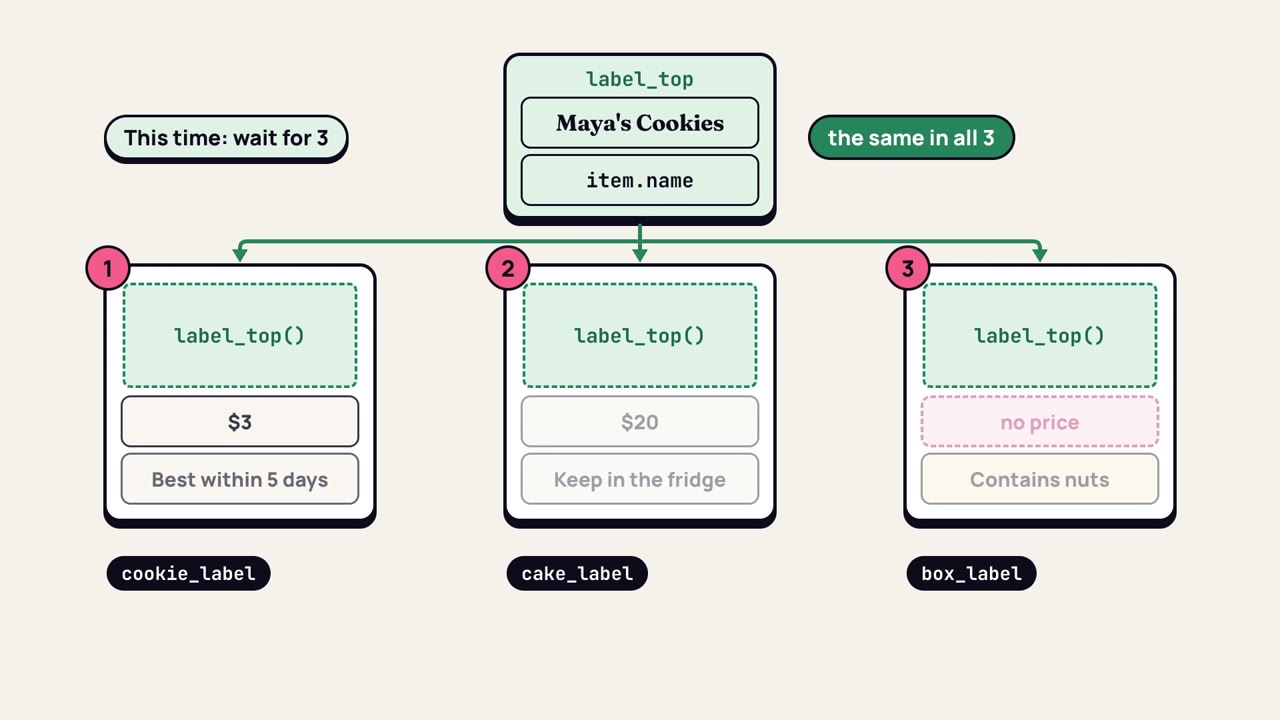 label_top
This time: wait for 3
Maya's Cookies
the same in all 3
item.name
1
2
3
label_top()
label_top()
label_top()
$3
$20
no price
Best within 5 days
Keep in the fridge
Contains nuts
cookie_label
cake_label
box_label